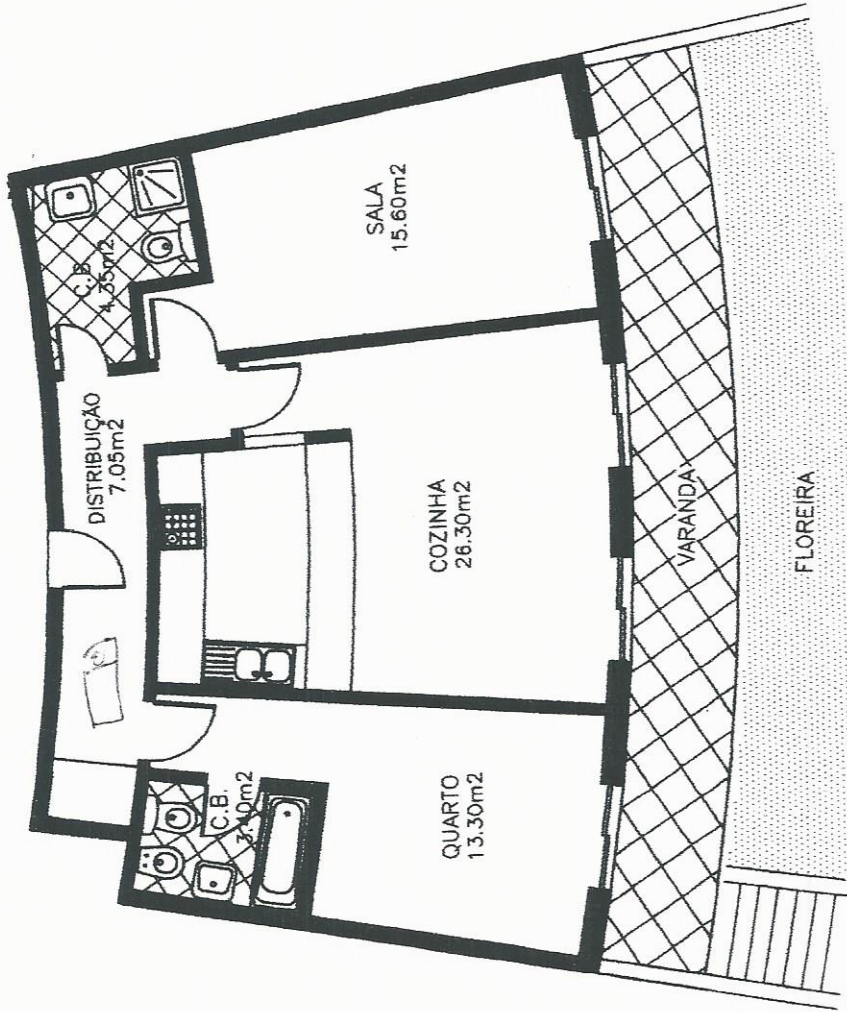 C.B.
4.35m2
SALA
15.60m2
DISTRIBUIÇÃO
7.05m2
COZINHA
26.30m2
C.B.
3.40m2
QUARTO
13.30m2
VARANDA
FLOREIRA